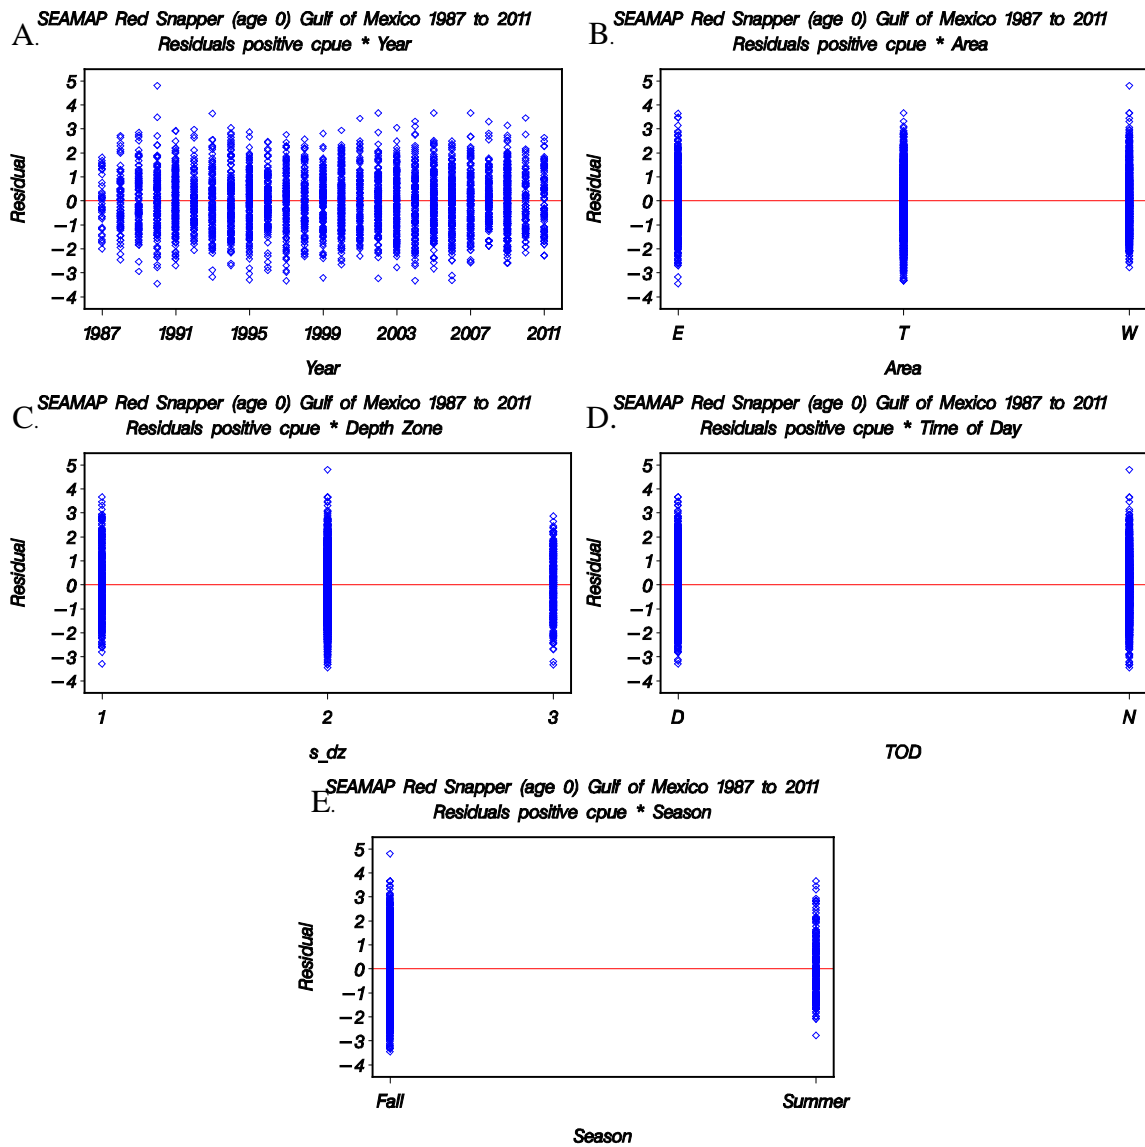 A.
SEAMAP Red Snapper (age 0) Gulf of Mexico 1987 to 2011
Residuals positive cpue * Year
Residual
5
4
3
2
1
0
−1
−2
−3
−4
1987 1991 1995 1999 2003 2007 2011
Year
B.
SEAMAP Red Snapper (age 0) Gulf of Mexico 1987 to 2011
Residuals positive cpue * Area
Residual
5
4
3
2
1
0
−1
−2
−3
−4
E T W
Area
C.
SEAMAP Red Snapper (age 0) Gulf of Mexico 1987 to 2011
Residuals positive cpue * Depth Zone
Residual
5
4
3
2
1
0
−1
−2
−3
−4
1 2 3
s_dz
D.
SEAMAP Red Snapper (age 0) Gulf of Mexico 1987 to 2011
Residuals positive cpue * Time of Day
Residual
5
4
3
2
1
0
−1
−2
−3
−4
D N
TOD
E.
SEAMAP Red Snapper (age 0) Gulf of Mexico 1987 to 2011
Residuals positive cpue * Season
Residual
5
4
3
2
1
0
−1
−2
−3
−4
Fall Summer
Season